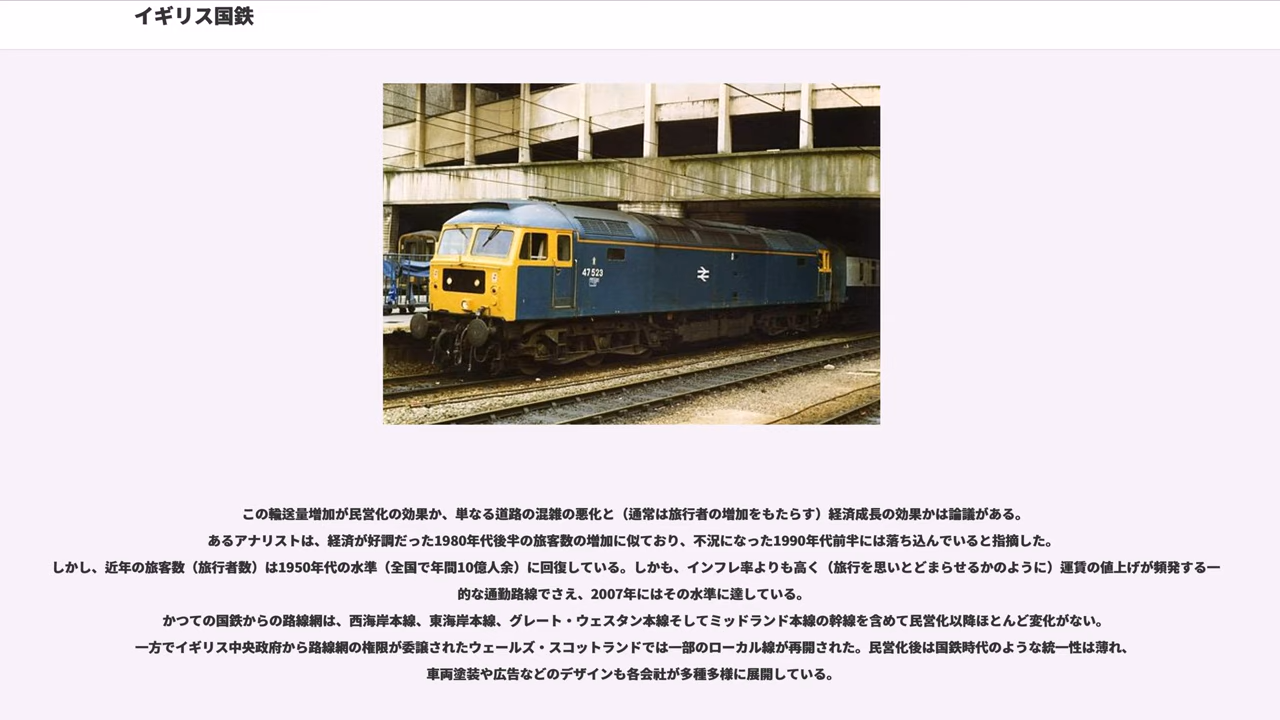 イギリス国鉄
47 523
この輸送量増加が民営化の効果か、単なる道路の混雑の悪化と（通常は旅行者の増加をもたらす）経済成長の効果かは論議がある。
あるアナリストは、経済が好調だった1980年代後半の旅客数の増加に似ており、不況になった1990年代前半には落ち込んでいると指摘した。
しかし、近年の旅客数（旅行者数）は1950年代の水準（全国で年間10億人余）に回復している。しかも、インフレ率よりも高く（旅行を思いとどまらせるかのように）運賃の値上げが頻発する一
的な通勤路線でさえ、2007年にはその水準に達している。
かつての国鉄からの路線網は、西海岸本線、東海岸本線、グレート・ウェスタン本線そしてミッドランド本線の幹線を含めて民営化以降ほとんど変化がない。
一方でイギリス中央政府から路線網の権限が委譲されたウェールズ・スコットランドでは一部のローカル線が再開された。民営化後は国鉄時代のような統一性は薄れ、
車両塗装や広告などのデザインも各会社が多種多様に展開している。